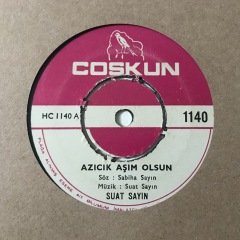 COSKUN
HC 1140 A
1140
AZICIK AŞIM OLSUN
Söz : Sabiha Sayın
Müzik : Suat Sayın
SUAT SAYIN